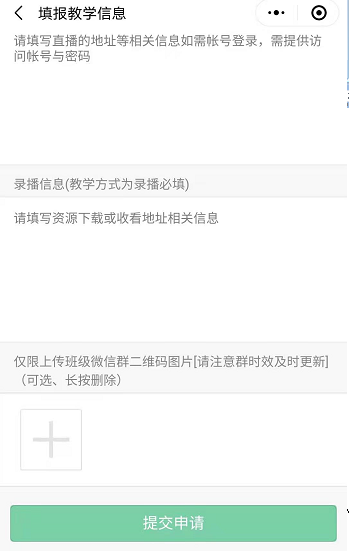 填报教学信息
请填写直播的地址等相关信息如需帐号登录，需提供访
问帐号与密码
录播信息(教学方式为录播必填)
请填写资源下载或收看地址相关信息
仅限上传班级微信群二维码图片[请注意群时效及时更新]
（可选、长按删除）
提交申请